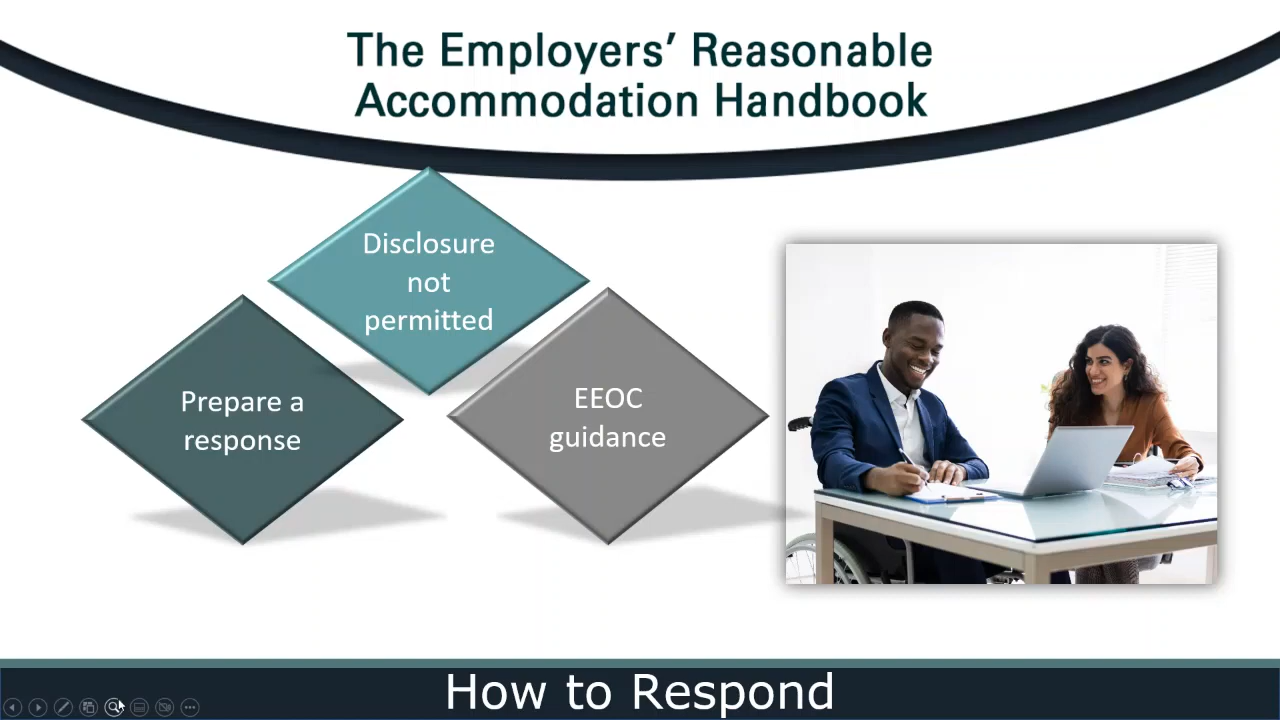 The Employers’ Reasonable
Accommodation Handbook
Disclosure
not
permitted
Prepare a
response
EEOC
guidance
How to Respond